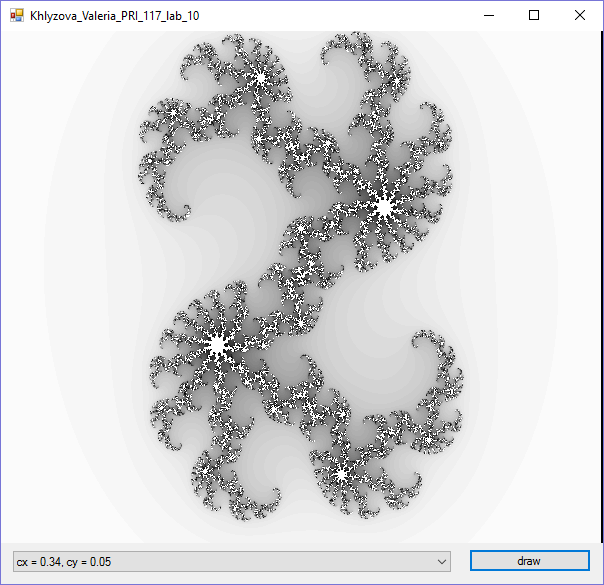 Khlyzova_Valeria_PRI_117_lab_10
cx = 0.34, cy = 0.05
draw